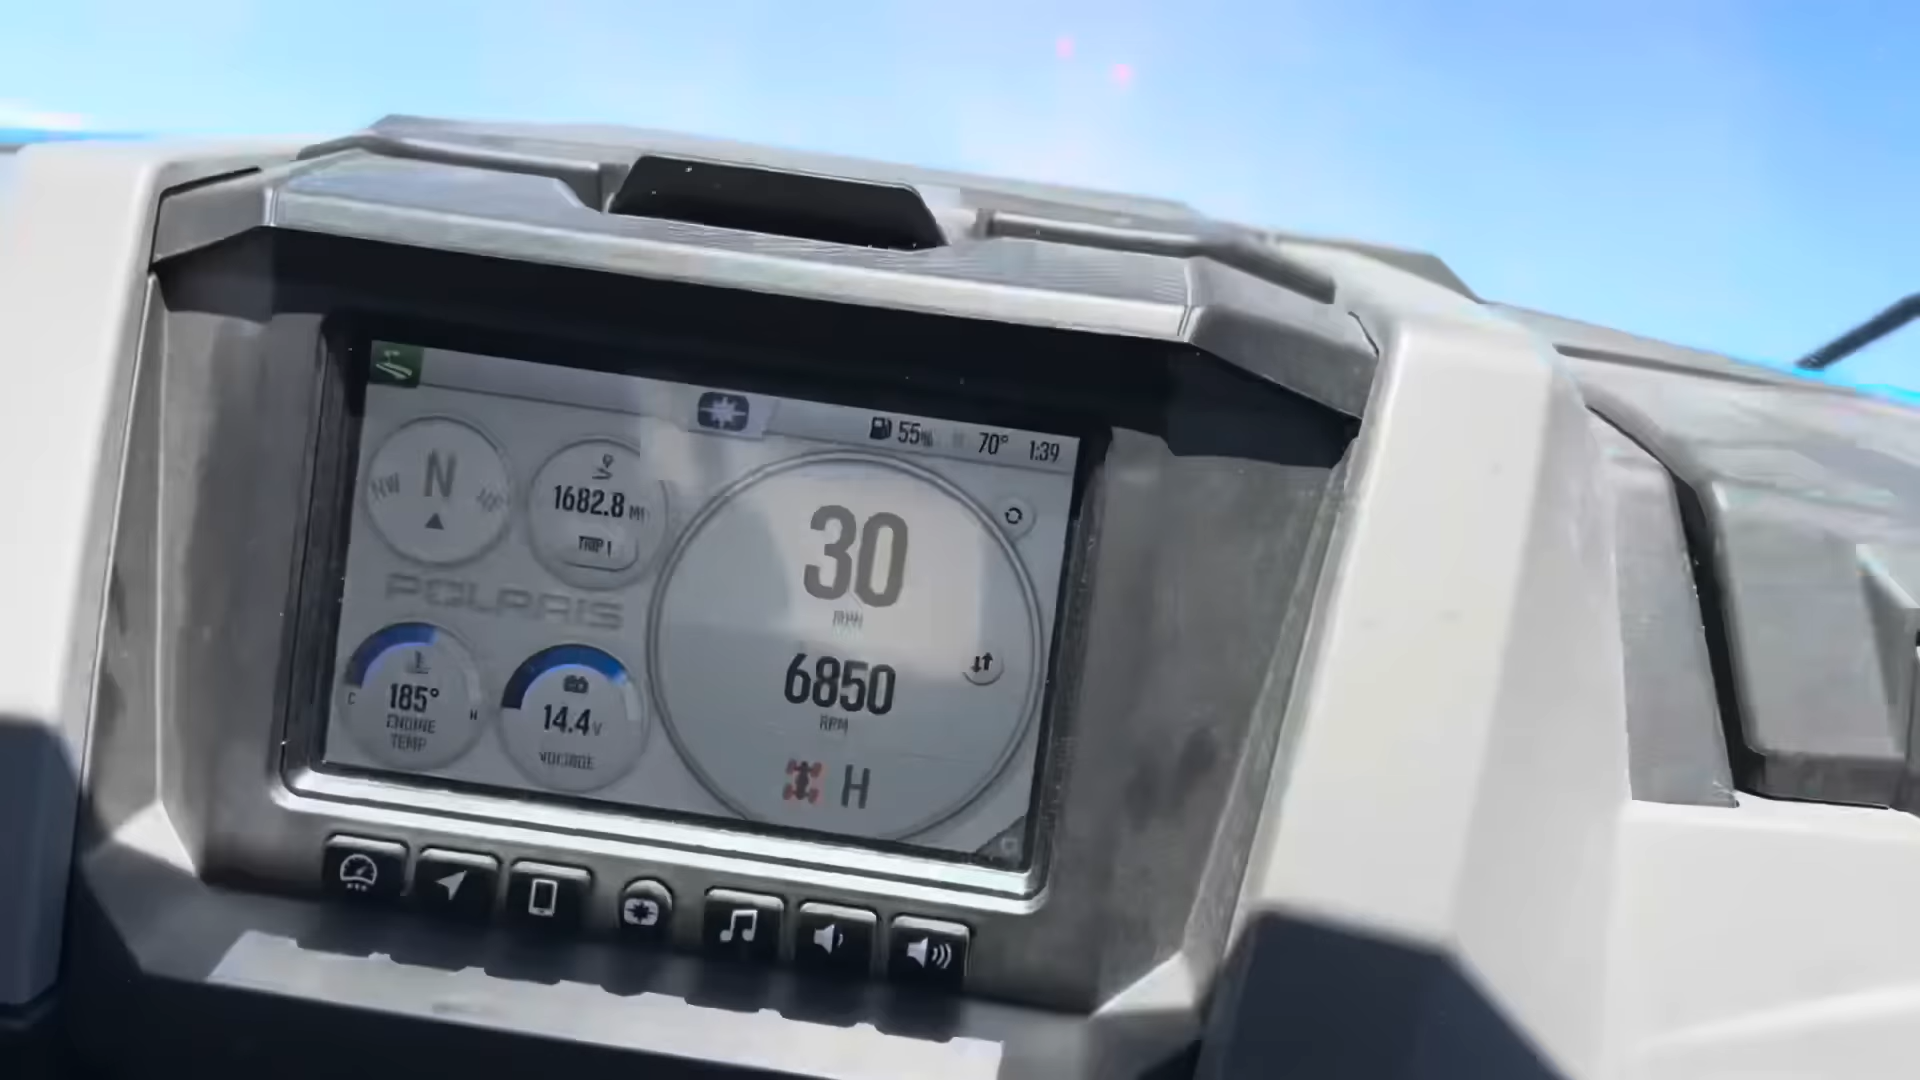 55%
70°
1:39
N
NW
1682.8 MI
TRIP 1
POLARIS
30
MPH
6850
RPM
185°
C
H
ENGINE
TEMP
14.4V
VOLTAGE
H